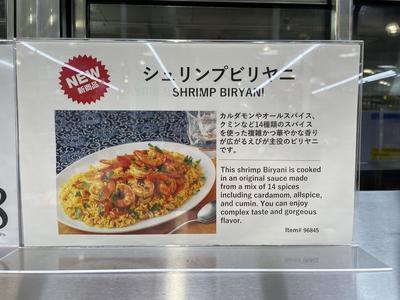 NEW
新商品
シュリンプビリヤニ
SHRIMP BIRYANI
カルダモンやオールスパイス、
クミンなど14種類のスパイス
を使った複雑かつ華やかな香り
が広がるえびが主役のビリヤニ
です。
This shrimp Biryani is cooked
in an original sauce made
from a mix of 14 spices
including cardamom, allspice,
and cumin. You can enjoy
complex taste and gorgeous
flavor.
Item# 96845